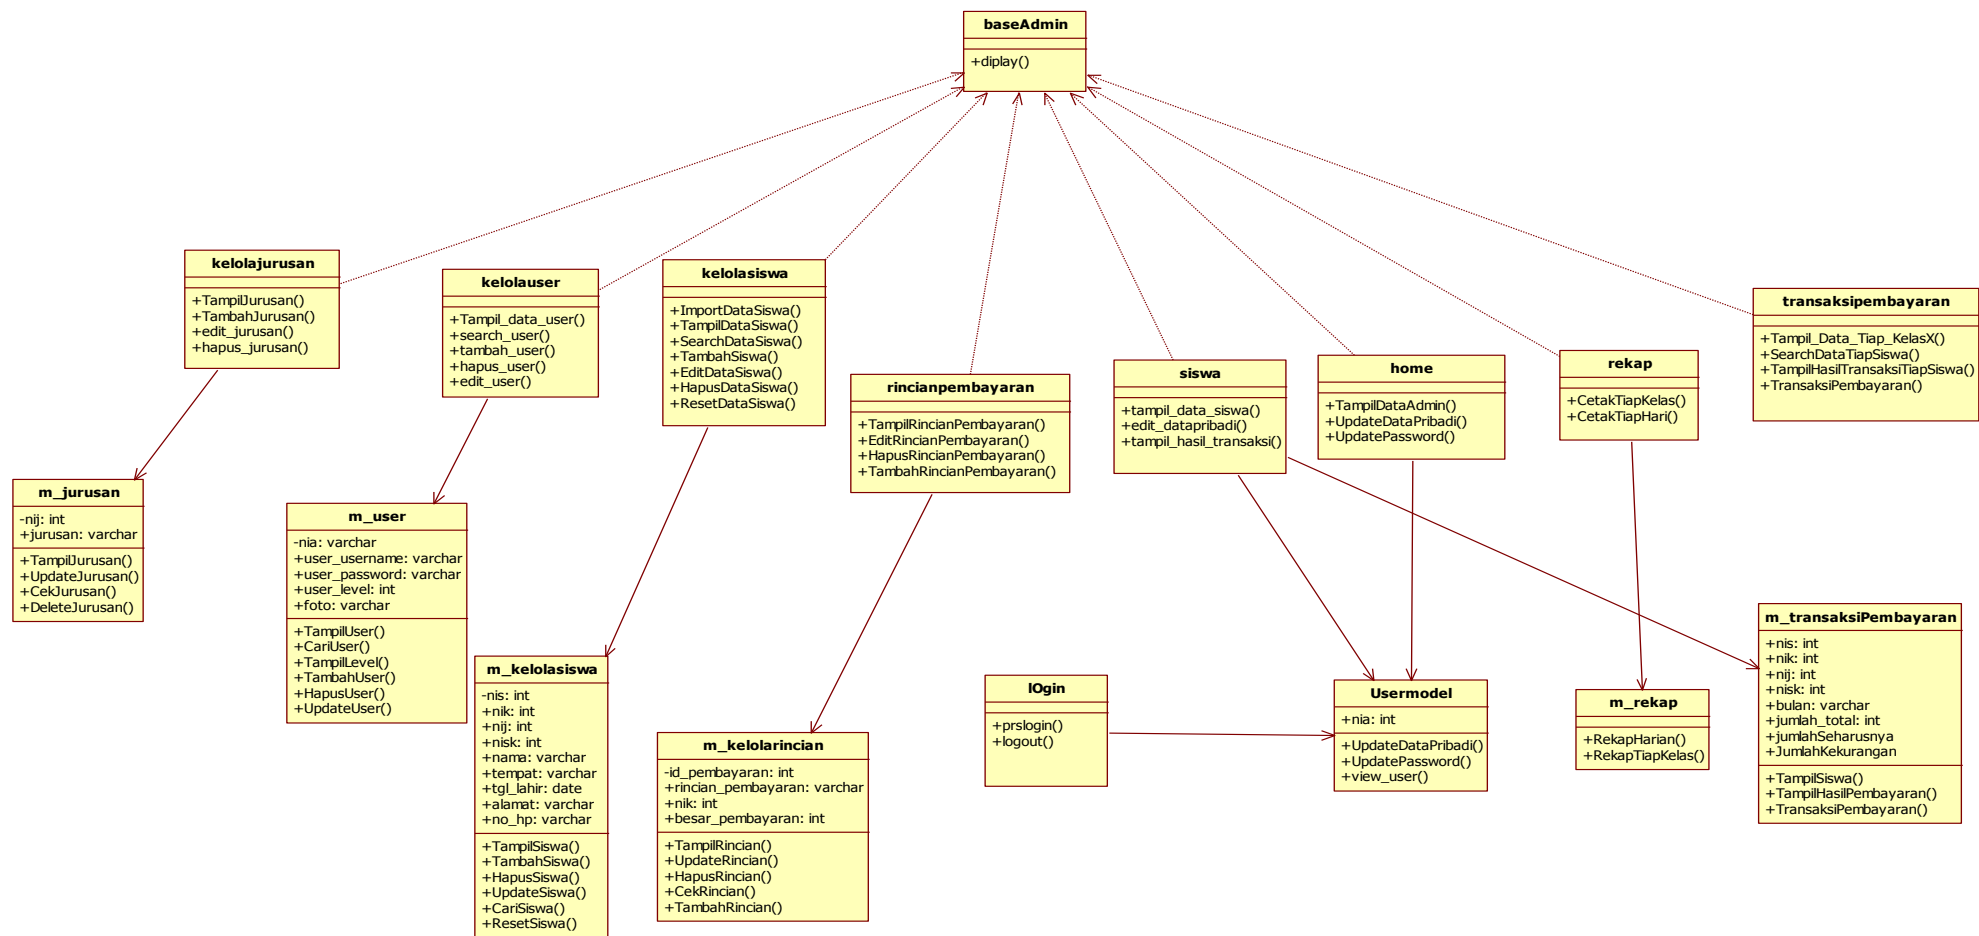 baseAdmin
+diplay()
kelolajurusan
+TampilJurusan()
+TambahJurusan()
+edit_jurusan()
+hapus_jurusan()
kelolauser
+Tampil_data_user()
+search_user()
+tambah_user()
+hapus_user()
+edit_user()
kelolasiswa
+ImportDataSiswa()
+TampilDataSiswa()
+SearchDataSiswa()
+TambahSiswa()
+EditDataSiswa()
+HapusDataSiswa()
+ResetDataSiswa()
rincianpembayaran
+TampilRincianPembayaran()
+EditRincianPembayaran()
+HapusRincianPembayaran()
+TambahRincianPembayaran()
siswa
+tampil_data_siswa()
+edit_datapribadi()
+tampil_hasil_transaksi()
home
+TampilDataAdmin()
+UpdateDataPribadi()
+UpdatePassword()
rekap
+CetakTiapKelas()
+CetakTiapHari()
transaksipembayaran
+Tampil_Data_Tiap_KelasX()
+SearchDataTiapSiswa()
+TampilHasilTransaksiTiapSiswa()
+TransaksiPembayaran()
m_jurusan
-nij: int
+jurusan: varchar
+TampilJurusan()
+UpdateJurusan()
+CekJurusan()
+DeleteJurusan()
m_user
-nia: varchar
+user_username: varchar
+user_password: varchar
+user_level: int
+foto: varchar
+TampilUser()
+CariUser()
+TampilLevel()
+TambahUser()
+HapusUser()
+UpdateUser()
m_kelolasiswa
-nis: int
+nik: int
+nij: int
+nisk: int
+nama: varchar
+tempat: varchar
+tgl_lahir: date
+alamat: varchar
+no_hp: varchar
+TampilSiswa()
+TambahSiswa()
+HapusSiswa()
+UpdateSiswa()
+CariSiswa()
+ResetSiswa()
m_kelolarincian
-id_pembayaran: int
+rincian_pembayaran: varchar
+nik: int
+besar_pembayaran: int
+TampilRincian()
+UpdateRincian()
+HapusRincian()
+CekRincian()
+TambahRincian()
lOgin
+prslogin()
+logout()
Usermodel
+nia: int
+UpdateDataPribadi()
+UpdatePassword()
+view_user()
m_rekap
+RekapHarian()
+RekapTiapKelas()
m_transaksiPembayaran
+nis: int
+nik: int
+nij: int
+nisk: int
+bulan: varchar
+jumlah_total: int
+jumlahSeharusnya
+JumlahKekurangan
+TampilSiswa()
+TampilHasilPembayaran()
+TransaksiPembayaran()